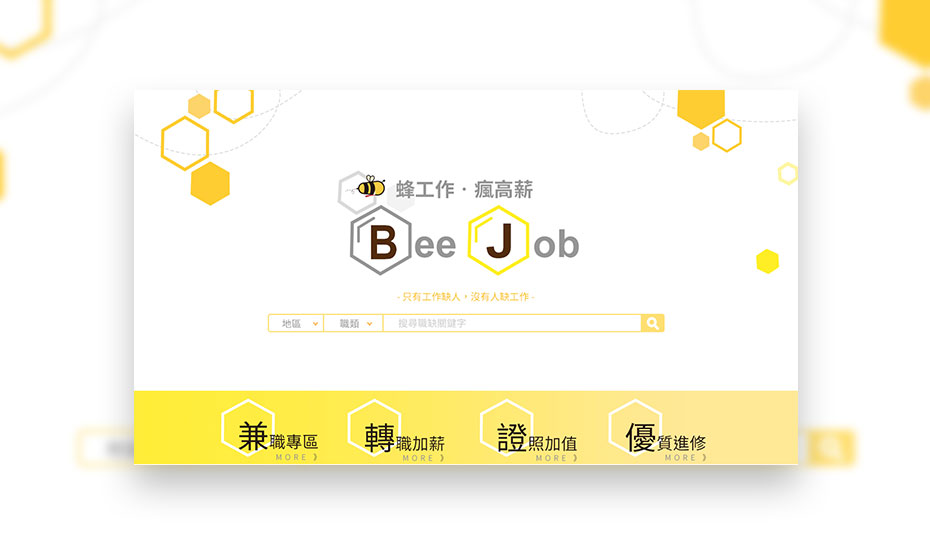 蜂工作·瘋高薪
Bee Job
- 只有工作缺人，沒有人缺工作 -
地區 職類 搜尋職缺關鍵字
兼職專區 轉職加薪 證照加值 優質進修
MORE 》 MORE 》 MORE 》 MORE 》